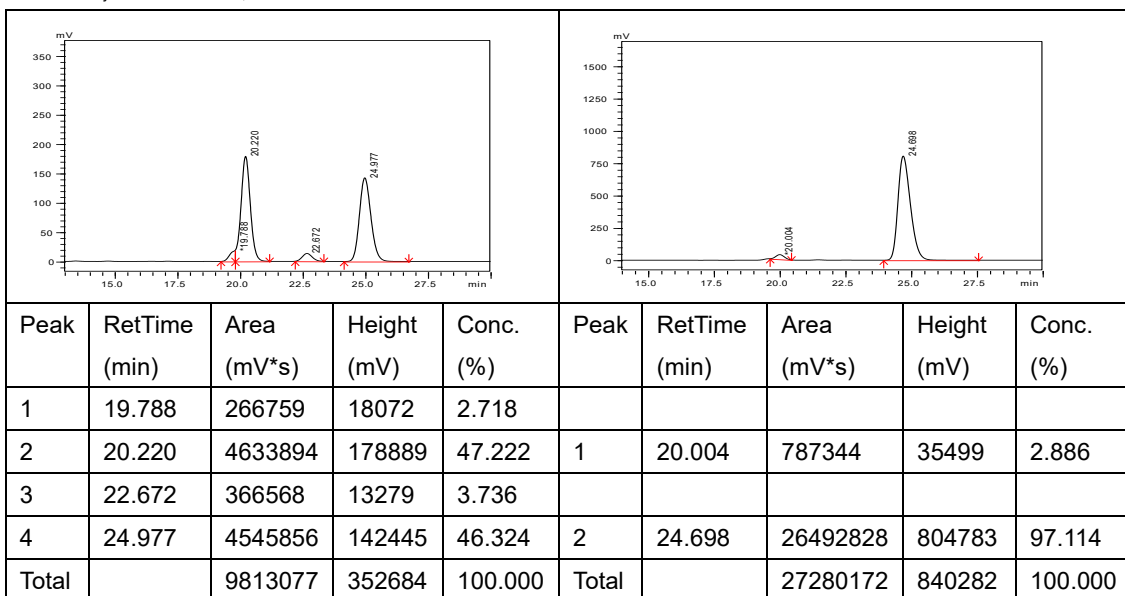 mV
350
300
250
200
150
100
50
0
*19.788
20.220
22.672
24.977
15.0 17.5 20.0 22.5 25.0 27.5 min
mV
1500
1250
1000
750
500
250
0
*20.004
24.698
15.0 17.5 20.0 22.5 25.0 27.5 min
Peak RetTime Area Height Conc. Peak RetTime Area Height Conc.
(min) (mV*s) (mV) (%) (min) (mV*s) (mV) (%)
1 19.788 266759 18072 2.718
2 20.220 4633894 178889 47.222 1 20.004 787344 35499 2.886
3 22.672 366568 13279 3.736
4 24.977 4545856 142445 46.324 2 24.698 26492828 804783 97.114
Total 9813077 352684 100.000 Total 27280172 840282 100.000